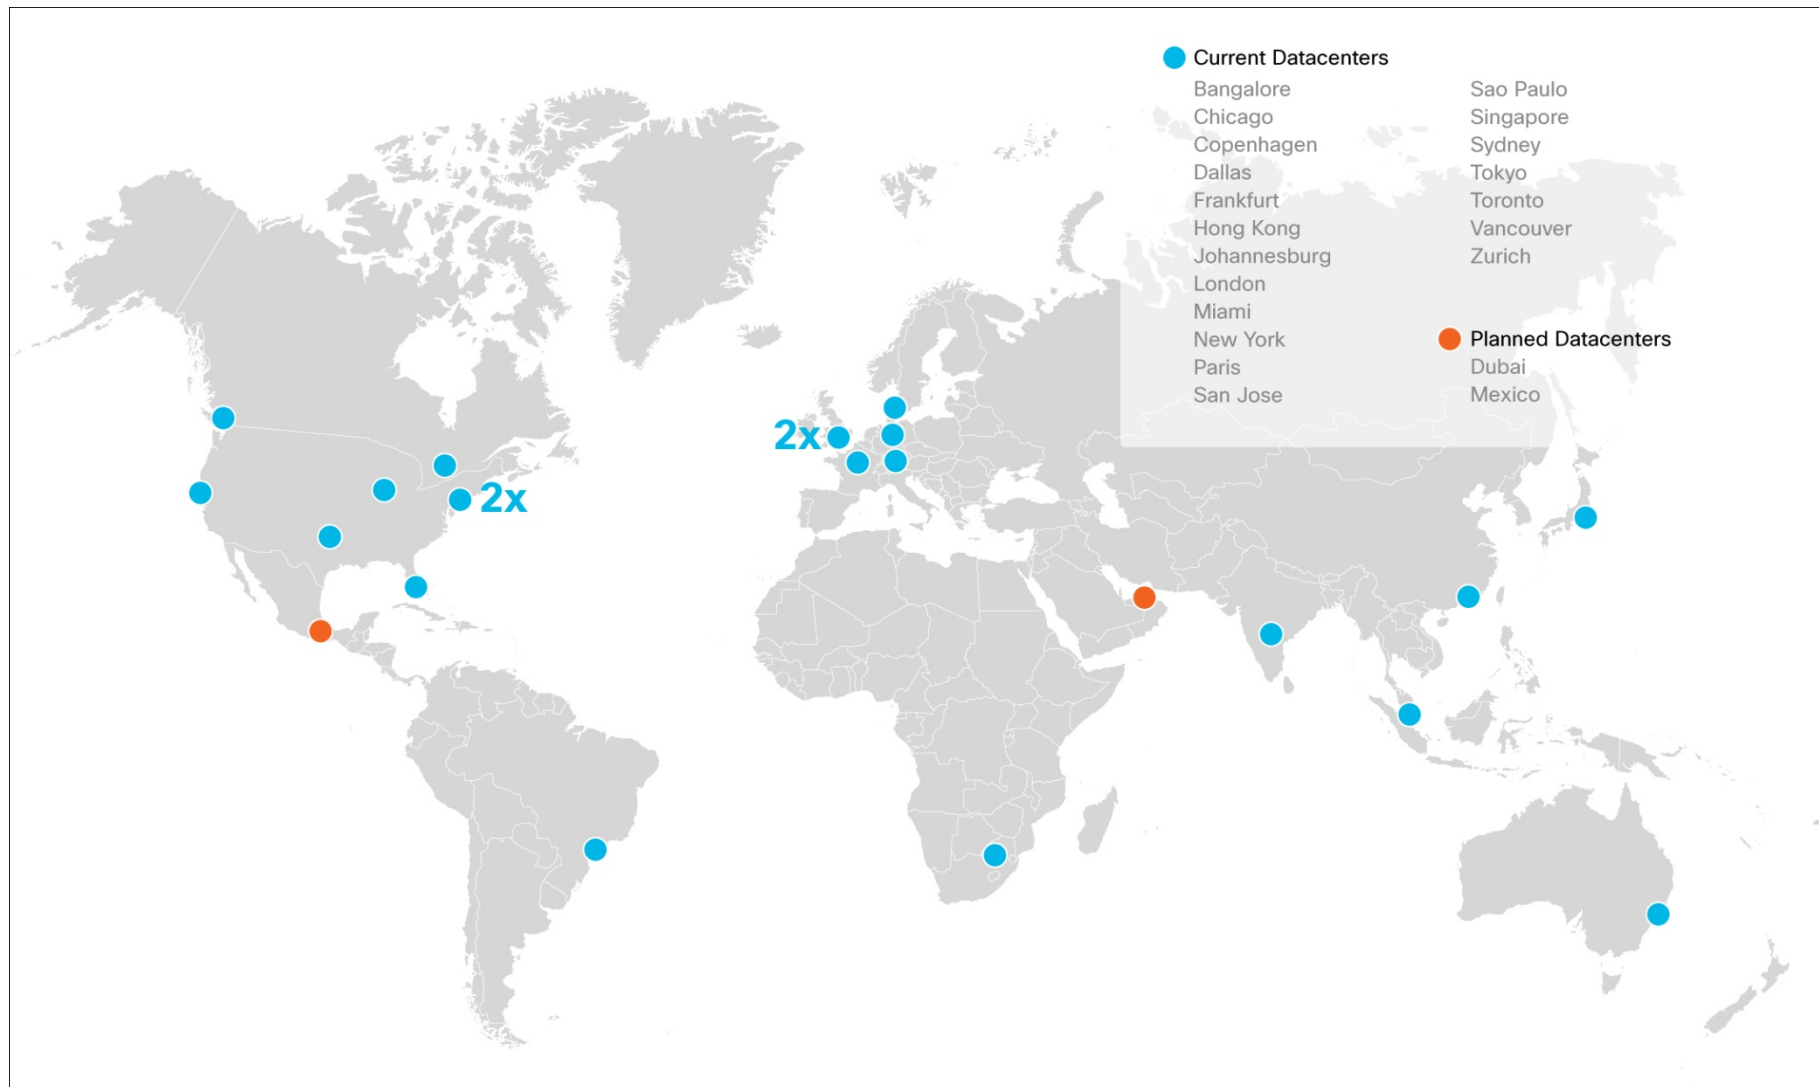 Current Datacenters
Bangalore
Chicago
Copenhagen
Dallas
Frankfurt
Hong Kong
Johannesburg
London
Miami
New York
Paris
San Jose
Sao Paulo
Singapore
Sydney
Tokyo
Toronto
Vancouver
Zurich
Planned Datacenters
Dubai
Mexico
2x
2x